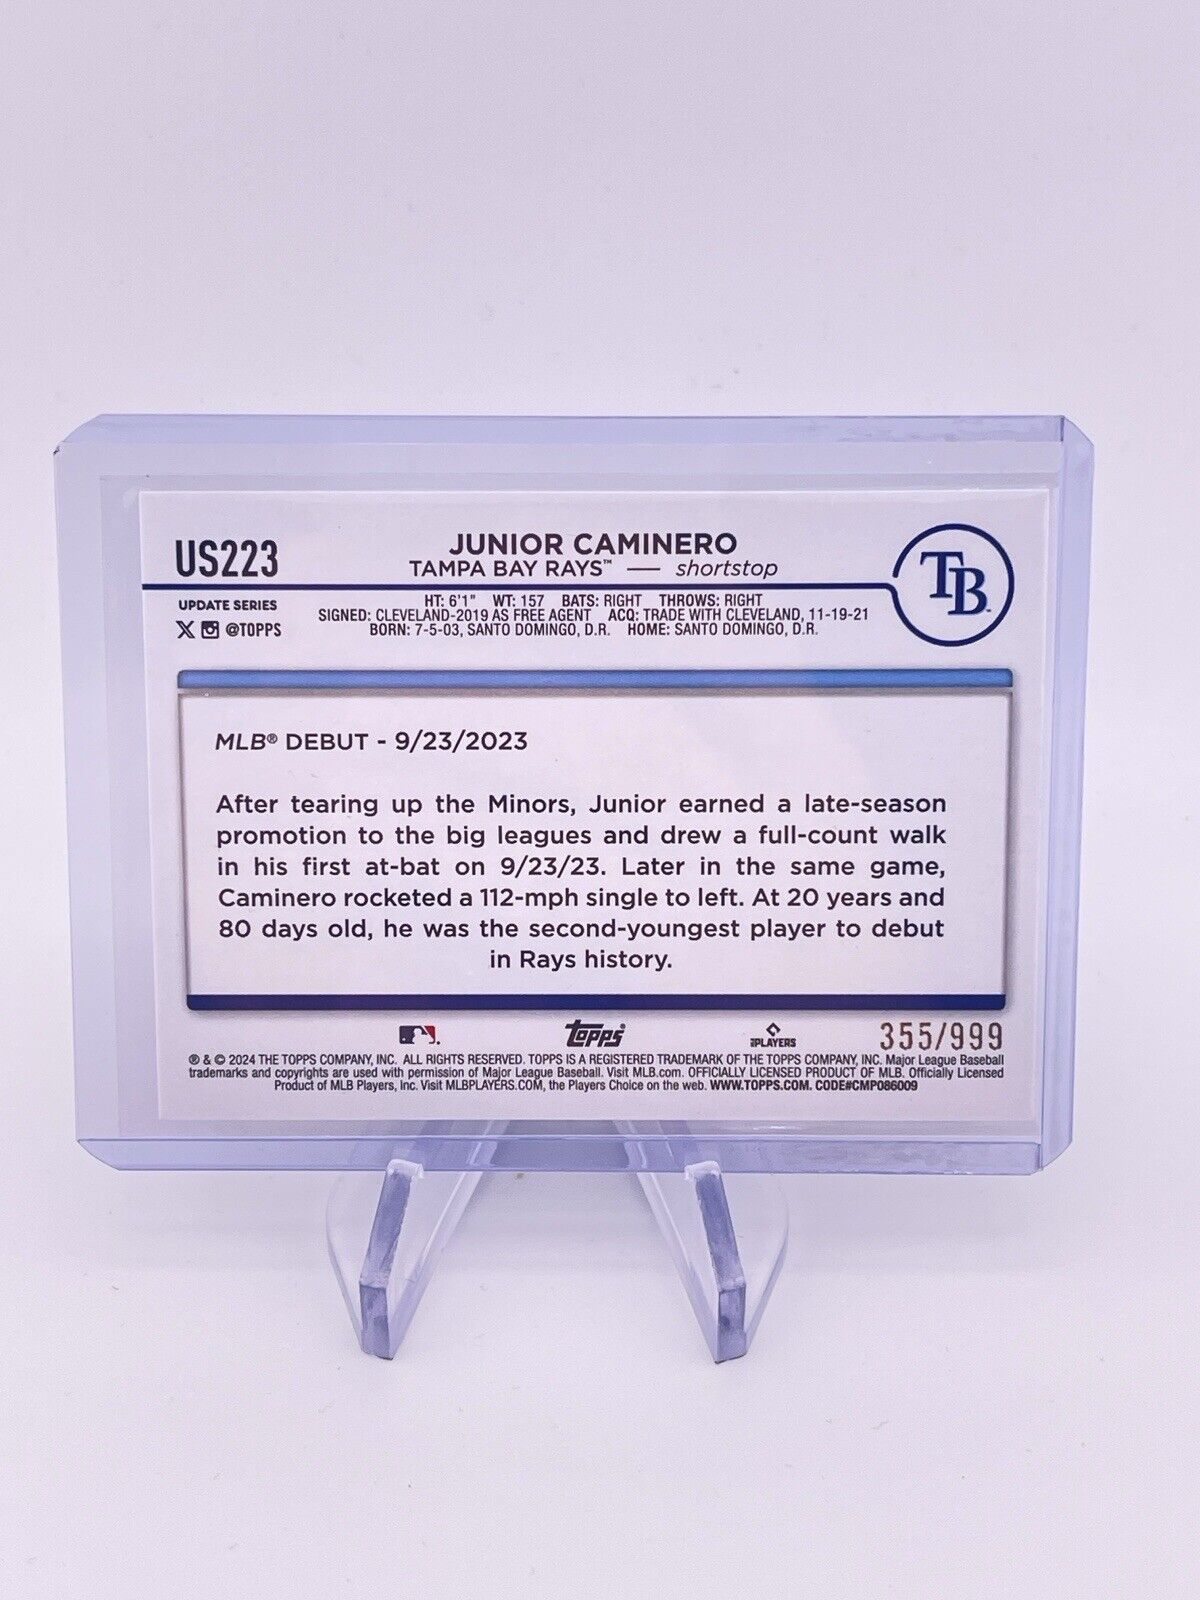 US223
JUNIOR CAMINERO
TAMPA BAY RAYS™ — shortstop
TB
UPDATE SERIES
@TOPPS
HT: 6'1" WT: 157 BATS: RIGHT THROWS: RIGHT
SIGNED: CLEVELAND-2019 AS FREE AGENT ACQ: TRADE WITH CLEVELAND, 11-19-21
BORN: 7-5-03, SANTO DOMINGO, D.R. HOME: SANTO DOMINGO, D.R.
MLB® DEBUT - 9/23/2023
After tearing up the Minors, Junior earned a late-season
promotion to the big leagues and drew a full-count walk
in his first at-bat on 9/23/23. Later in the same game,
Caminero rocketed a 112-mph single to left. At 20 years and
80 days old, he was the second-youngest player to debut
in Rays history.
topps
PLAYERS
355/999
® & © 2024 THE TOPPS COMPANY, INC. ALL RIGHTS RESERVED. TOPPS IS A REGISTERED TRADEMARK OF THE TOPPS COMPANY, INC. Major League Baseball
trademarks and copyrights are used with permission of Major League Baseball. Visit MLB.com. OFFICIALLY LICENSED PRODUCT OF MLB. Officially Licensed
Product of MLB Players, Inc. Visit MLBPLAYERS.COM, the Players Choice on the web. WWW.TOPPS.COM. CODE#CMP086009